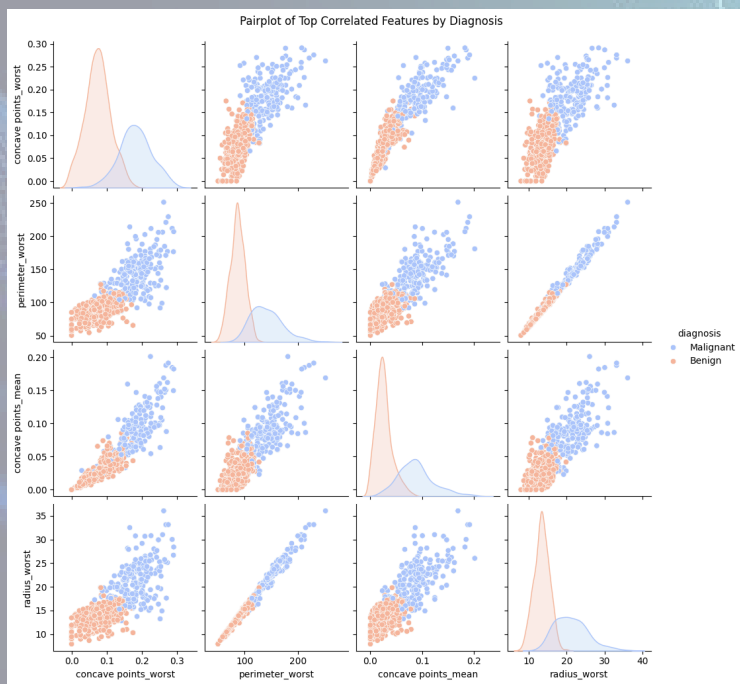 Pairplot of Top Correlated Features by Diagnosis
concave points_worst
0.30
0.25
0.20
0.15
0.10
0.05
0.00
perimeter_worst
250
200
150
100
50
concave points_mean
0.20
0.15
0.10
0.05
0.00
radius_worst
35
30
25
20
15
10
0.0 0.1 0.2 0.3
concave points_worst
100 200
perimeter_worst
0.0 0.1 0.2
concave points_mean
10 20 30 40
radius_worst
diagnosis
Malignant
Benign